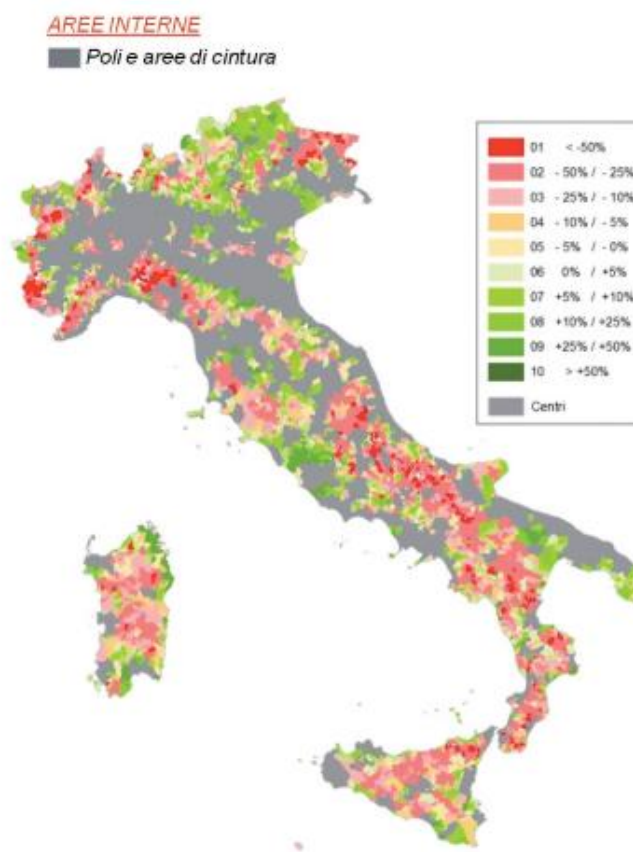 AREE INTERNE
Poli e aree di cintura
01 < -50%
02 - 50% / - 25%
03 - 25% / - 10%
04 - 10% / - 5%
05 - 5% / - 0%
06 0% / +5%
07 +5% / +10%
08 +10% / +25%
09 +25% / +50%
10 > +50%
Centri